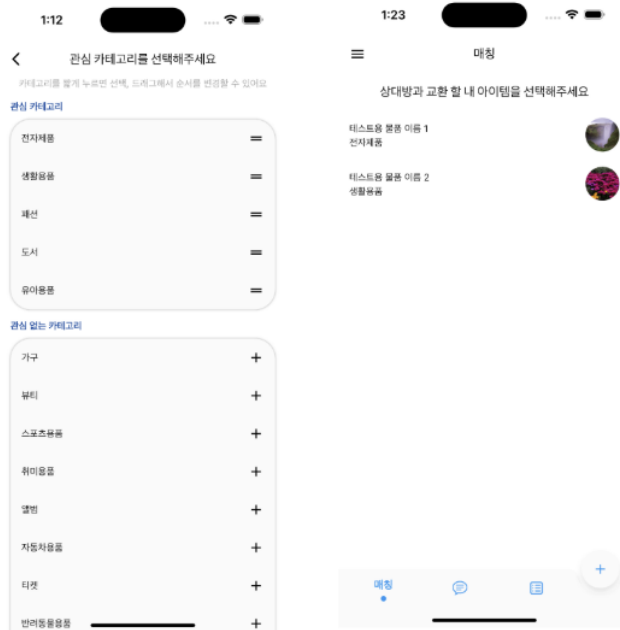 1:12
관심 카테고리를 선택해주세요
카테고리를 짧게 누르면 선택, 드래그해서 순서를 변경할 수 있어요
관심 카테고리
전자제품
생활용품
패션
도서
유아용품
관심 없는 카테고리
가구
뷰티
스포츠용품
취미용품
앨범
자동차용품
티켓
반려동물용품
1:23
매칭
상대방과 교환 할 내 아이템을 선택해주세요
테스트용 물품 이름 1
전자제품
테스트용 물품 이름 2
생활용품
매칭